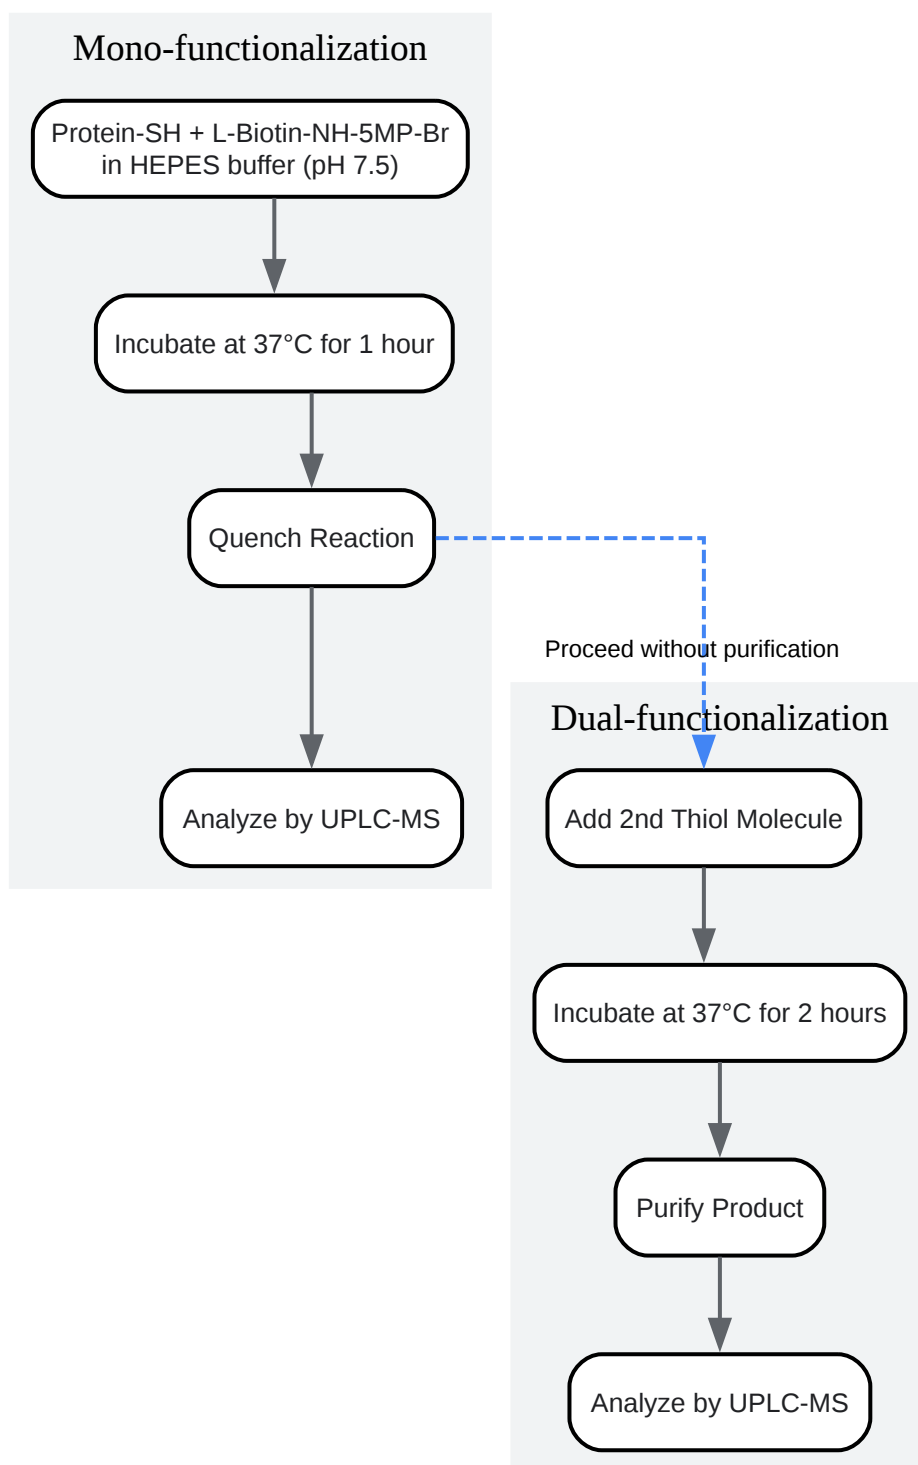 Mono-functionalization
Protein-SH + L-Biotin-NH-5MP-Br
in HEPES buffer (pH 7.5)
Incubate at 37°C for 1 hour
Quench Reaction
Analyze by UPLC-MS
Proceed without purification
Dual-functionalization
Add 2nd Thiol Molecule
Incubate at 37°C for 2 hours
Purify Product
Analyze by UPLC-MS